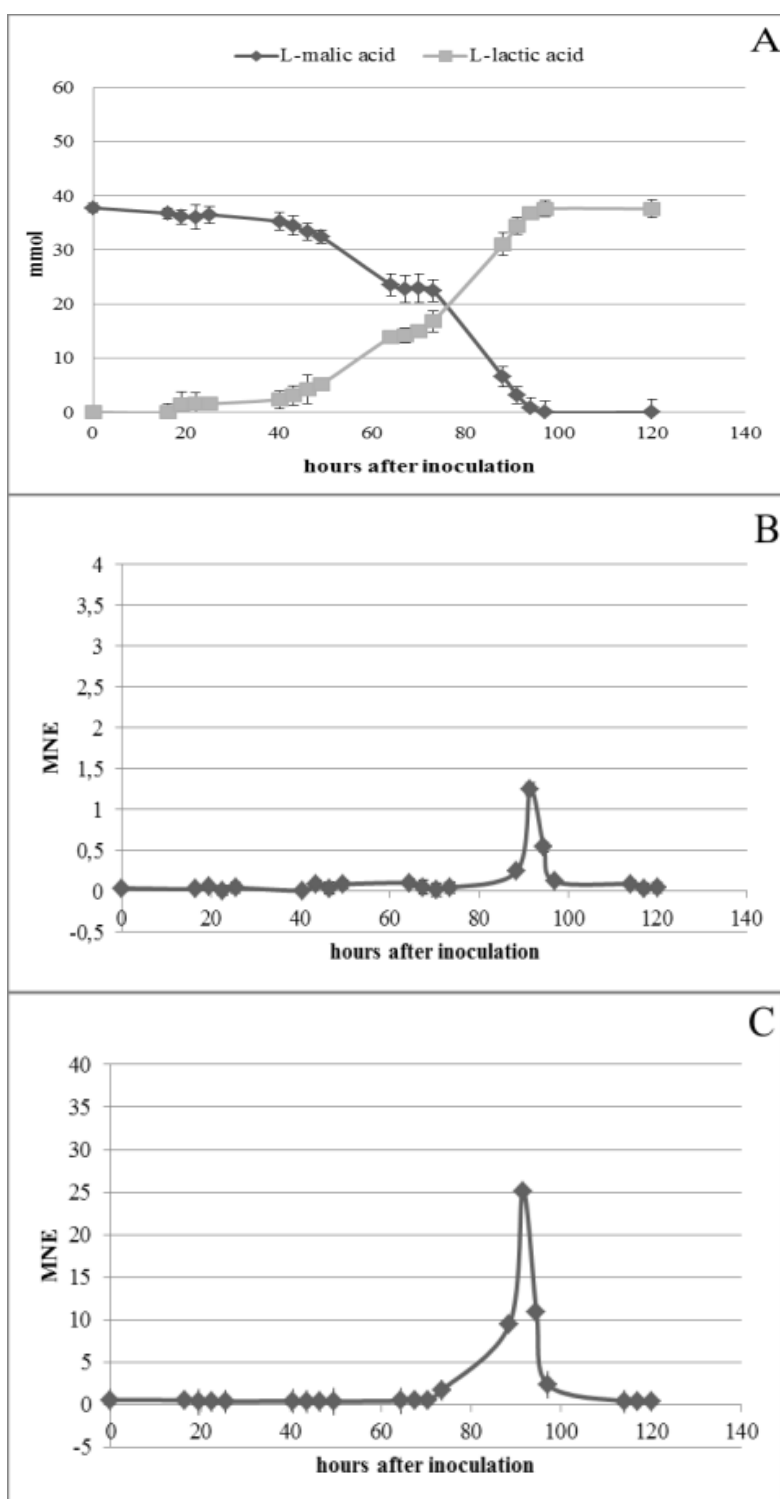 A
L-malic acid L-lactic acid
60
50
40
30
20
10
0
mmol
0 20 40 60 80 100 120 140
hours after inoculation
B
4
3,5
3
2,5
2
1,5
1
0,5
0
-0,5
MNE
0 20 40 60 80 100 120 140
hours after inoculation
C
40
35
30
25
20
15
10
5
0
-5
MNE
0 20 40 60 80 100 120 140
hours after inoculation